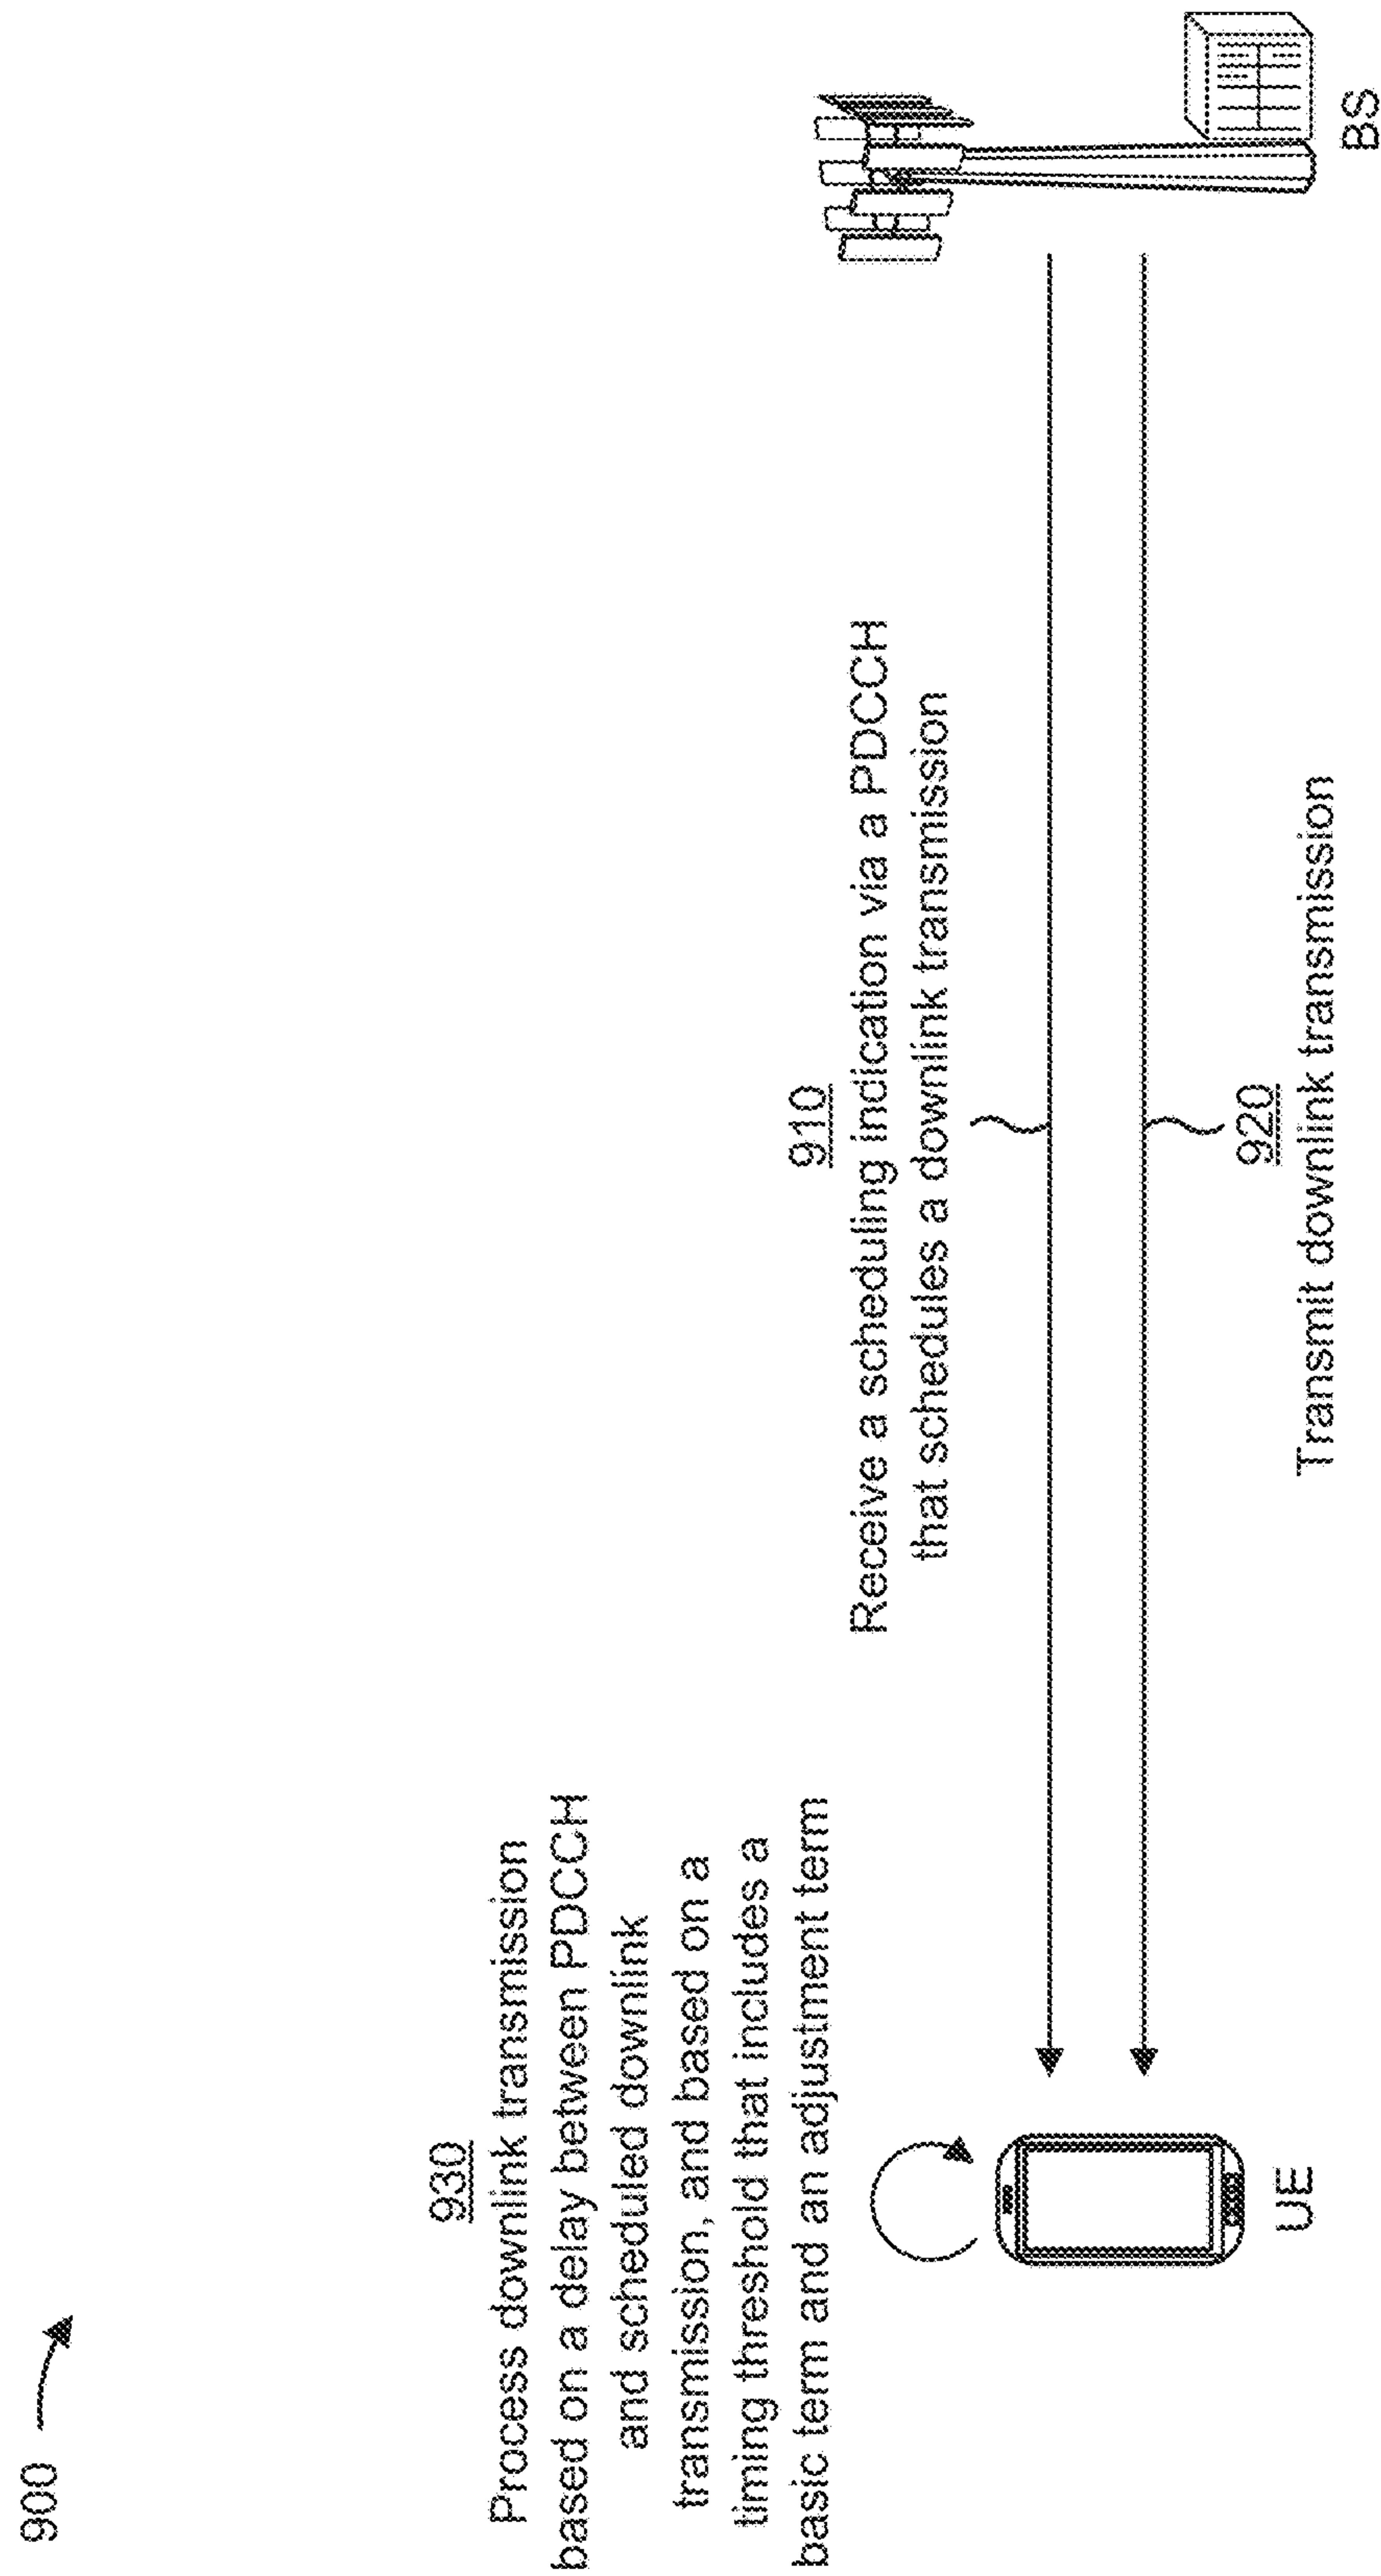 900
930
Process downlink transmission
based on a delay between PDCCH
and scheduled downlink
transmission, and based on a
timing threshold that includes a
basic term and an adjustment term
910
Receive a scheduling indication via a PDCCH
that schedules a downlink transmission
920
Transmit downlink transmission
UE
BS